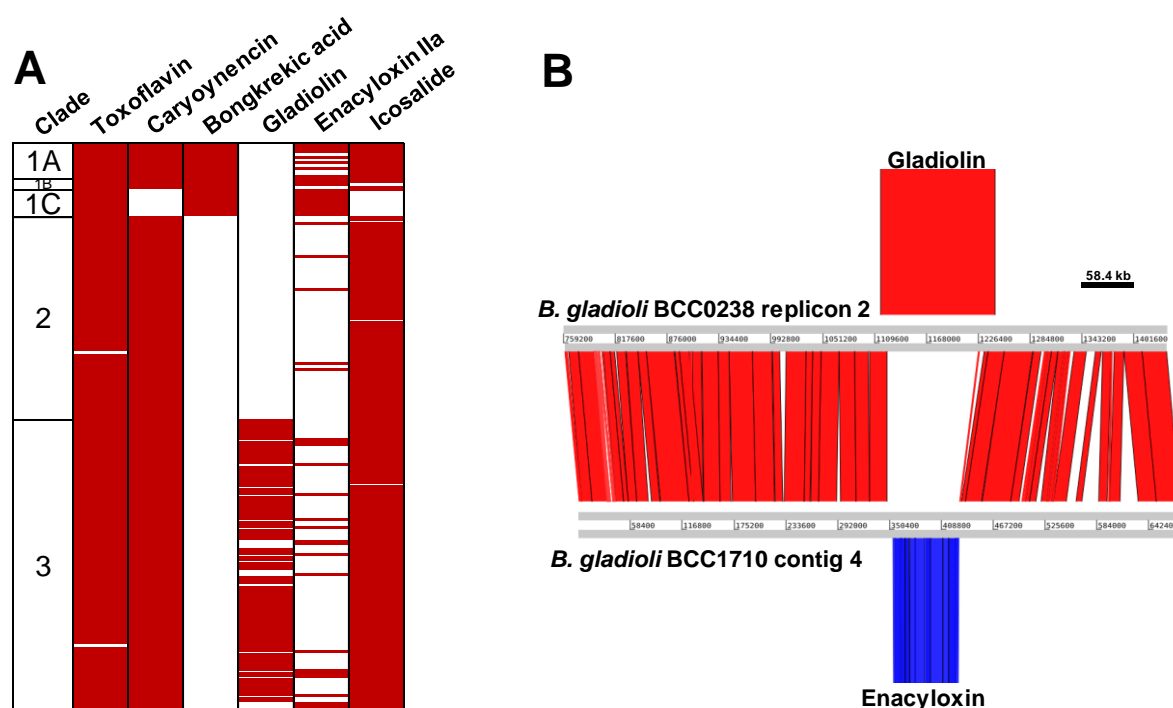 A
Clade
Toxoflavin
Caryoynencin
Bongkrekic acid
Gladiolin
Enacyloxin IIa
Icosalide
1A
1B
1C
2
3
B
Gladiolin
58.4 kb
B. gladioli BCC0238 replicon 2
759200 817600 876000 934400 992800 1051200 1109600 1168000 1226400 1284800 1343200 1401600
58400 116800 175200 233600 292000 350400 408800 467200 525600 584000 642400
B. gladioli BCC1710 contig 4
Enacyloxin